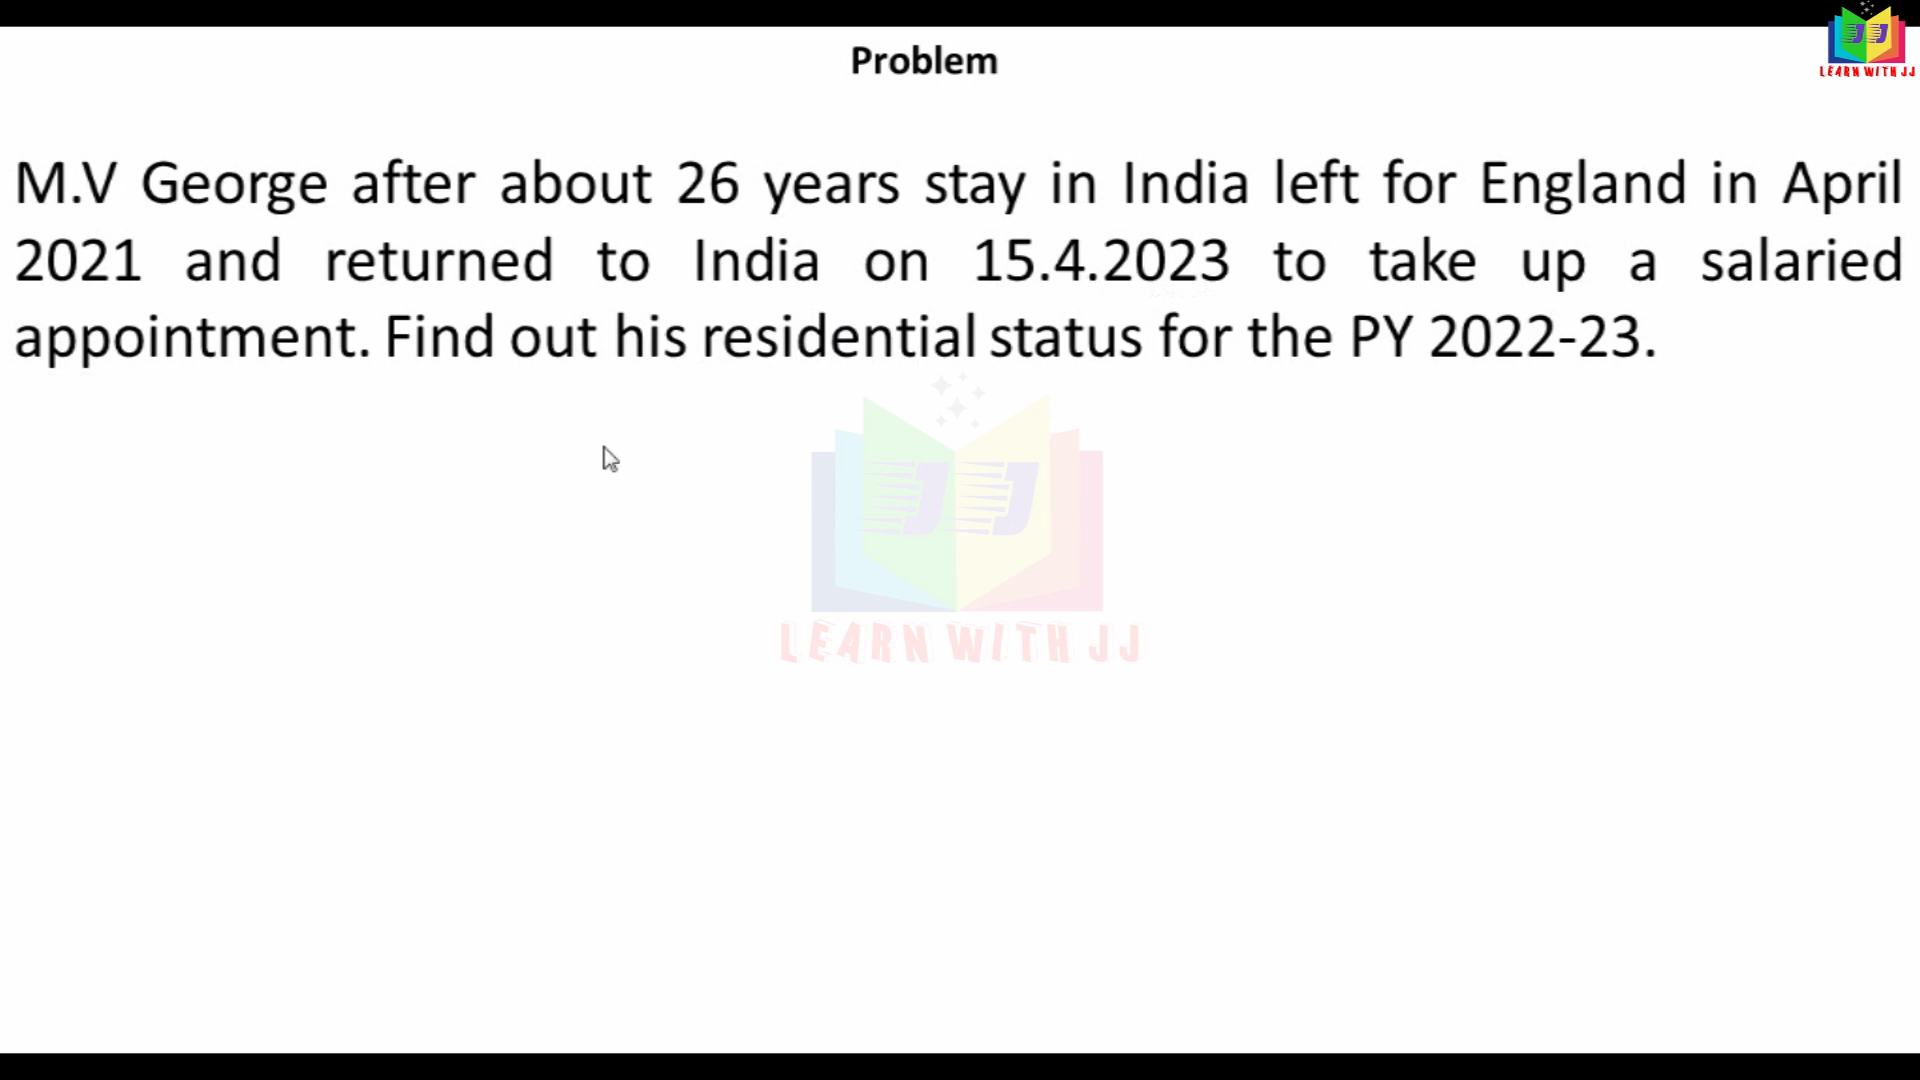 Problem
LEARN WITH JJ
M.V George after about 26 years stay in India left for England in April
2021 and returned to India on 15.4.2023 to take up a salaried
appointment. Find out his residential status for the PY 2022-23.
JJ
LEARN WITH JJ